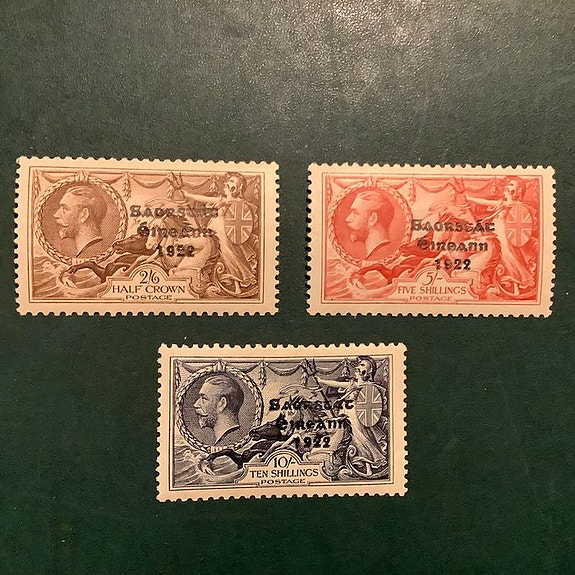 Saorstát
Éireann
1922
2/6
HALF CROWN
POSTAGE
Saorstát
Éireann
1922
5/-
FIVE SHILLINGS
POSTAGE
Saorstát
Éireann
1922
10/-
TEN SHILLINGS
POSTAGE